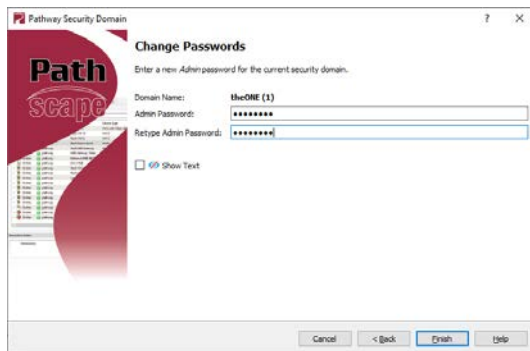 Pathway Security Domain
? ×
Path
scape
Change Passwords
Enter a new Admin password for the current security domain.
Domain Name: theONE (1)
Admin Password: ••••••••
Retype Admin Password: ••••••••
Show Text
Cancel < Back Finish Help